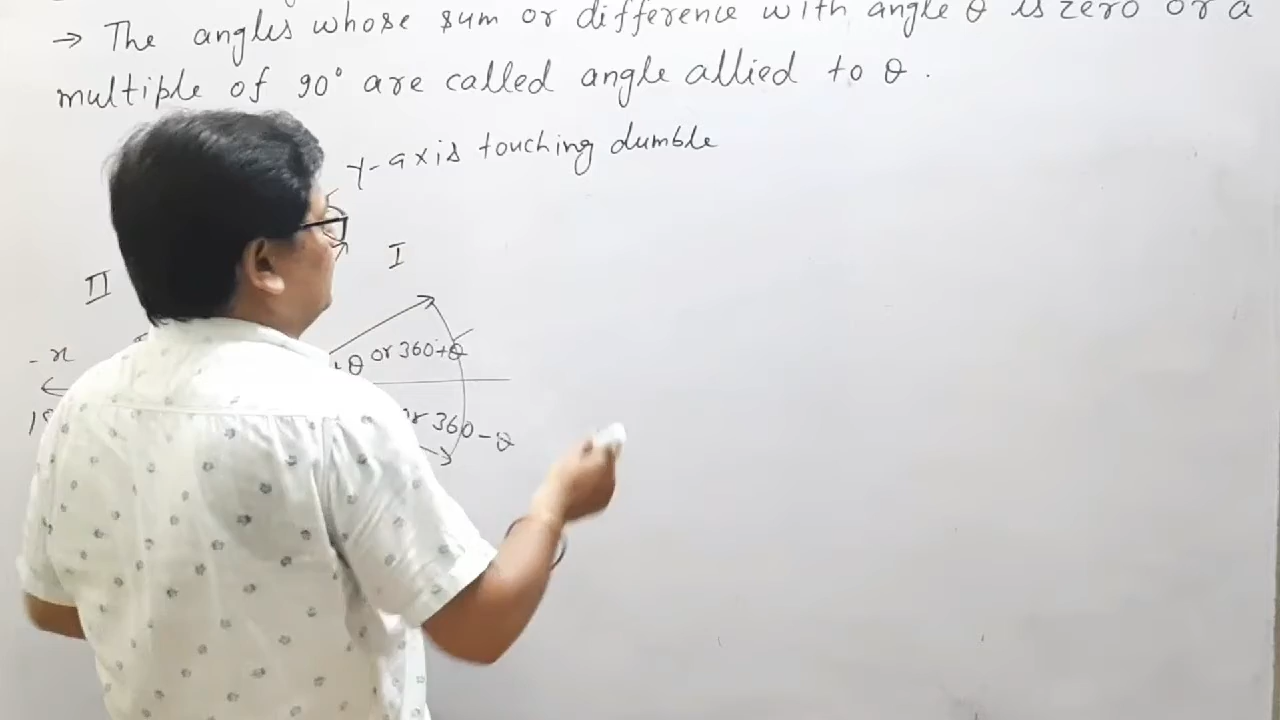 → The angles whose sum or difference with angle θ is zero or a
multiple of 90° are called angle allied to θ .
y-axis touching dumble
I
II
θ or 360+θ
-x
or 360-θ